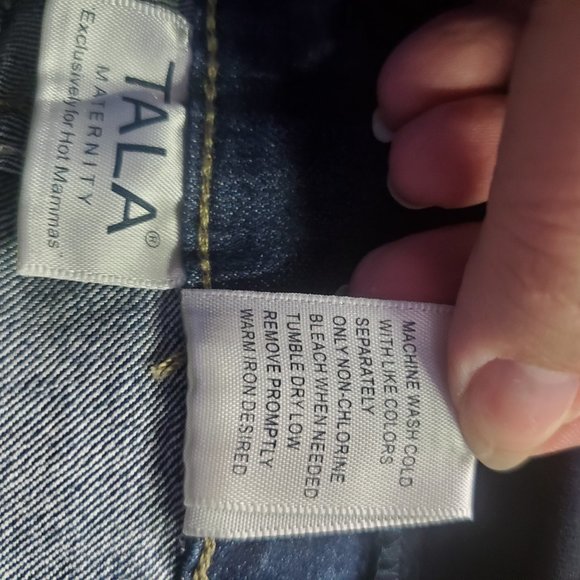 TALA®
MATERNITY
Exclusively for Hot Mammas
MACHINE WASH COLD
WITH LIKE COLORS
SEPARATELY
ONLY NON-CHLORINE
BLEACH WHEN NEEDED
TUMBLE DRY LOW
REMOVE PROMPTLY
WARM IRON DESIRED